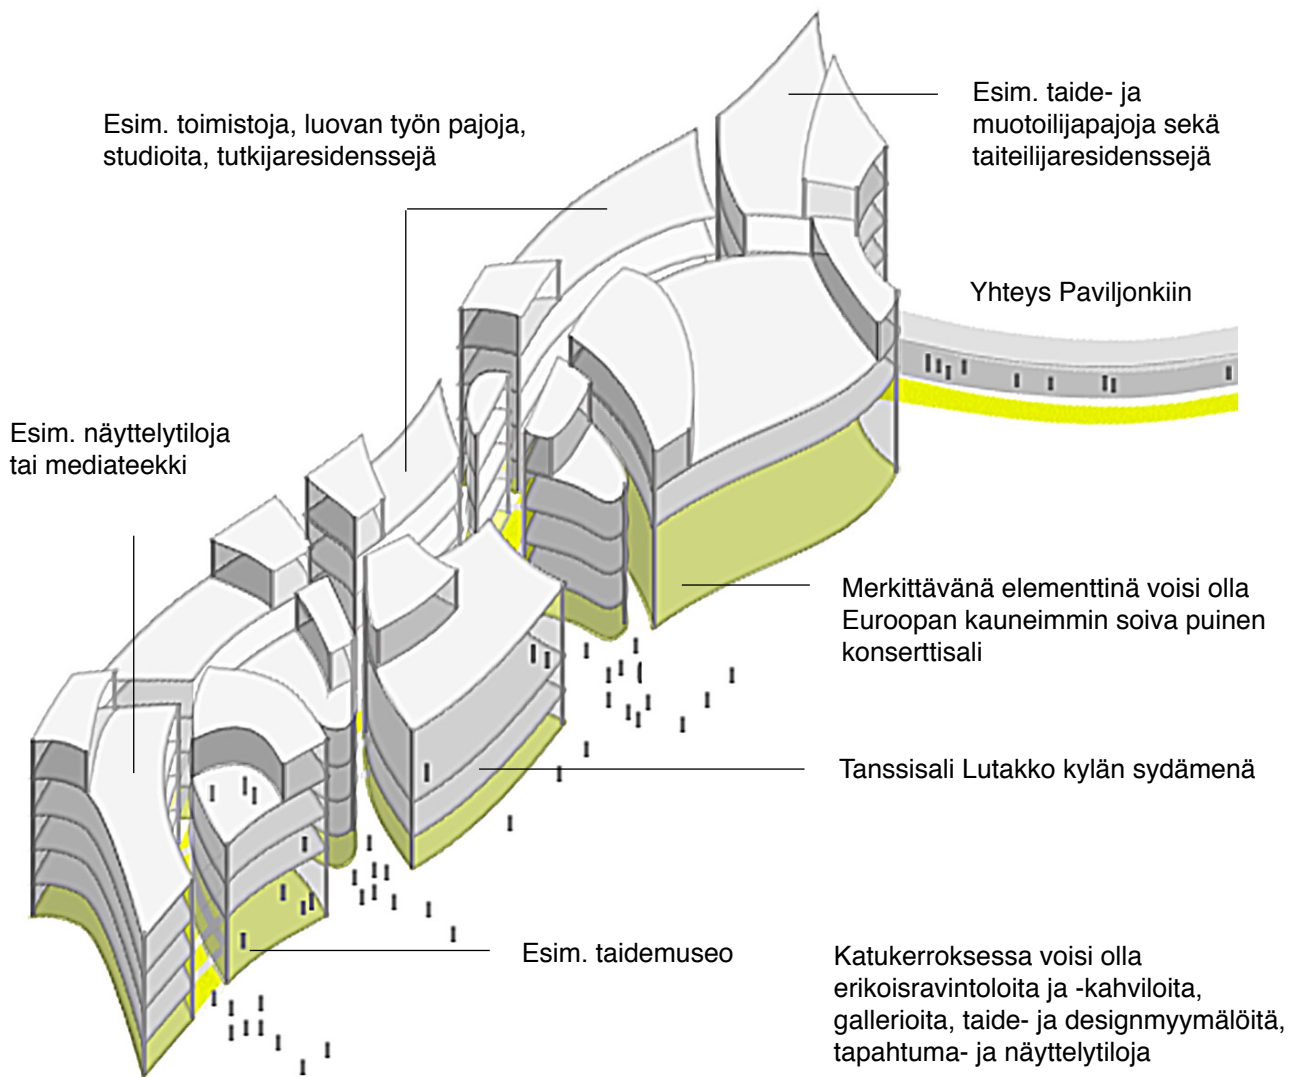 Esim. taide- ja
muotoilijapajoja sekä
taiteilijaresidenssejä
Esim. toimistoja, luovan työn pajoja,
studioita, tutkijaresidenssejä
Yhteys Paviljonkiin
Esim. näyttelytiloja
tai mediateekki
Merkittävänä elementtinä voisi olla
Euroopan kauneimmin soiva puinen
konserttisali
Tanssisali Lutakko kylän sydämenä
Esim. taidemuseo
Katukerroksessa voisi olla
erikoisravintoloita ja -kahviloita,
gallerioita, taide- ja designmyymälöitä,
tapahtuma- ja näyttelytiloja